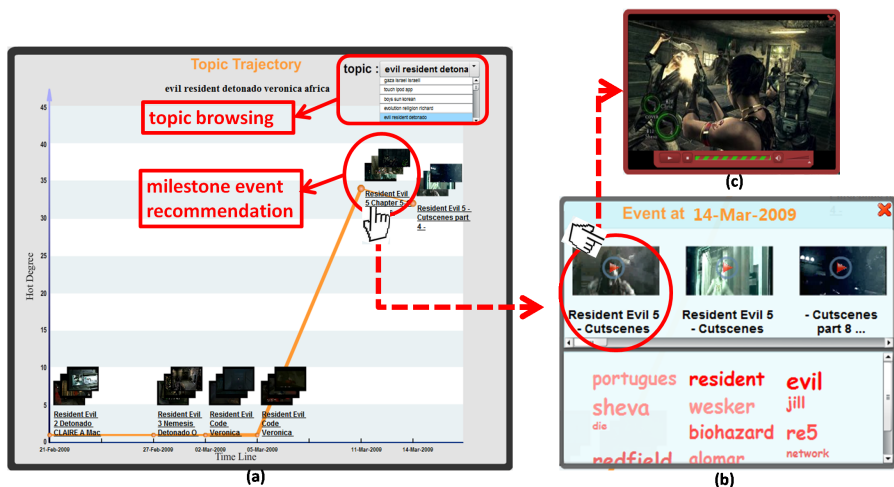 Topic Trajectory
evil resident detonado veronica africa
topic :
evil resident detona
gaza israel israeli
touch ipod app
boys sun korean
evolution religion richard
evil resident detonado
topic browsing
milestone event
recommendation
Hot Degree
45
40
35
30
25
20
15
10
5
0
Resident Evil
5 Chapter 5-
Resident Evil 5 -
Cutscenes part
4 -
Resident Evil
2 Detonado
CLAIRE A Mac
Resident Evil
3 Nemesis
Detonado O
Resident Evil
Code
Veronica
Resident Evil
Code
Veronica
21-Feb-2009
27-Feb-2009
02-Mar-2009
05-Mar-2009
11-Mar-2009
14-Mar-2009
Time Line
(a)
(c)
Event at 14-Mar-2009
Resident Evil 5
- Cutscenes
Resident Evil 5
- Cutscenes
- Cutscenes
part 8 ...
portugues resident evil
sheva wesker jill
die biohazard re5
redfield alomar network
(b)